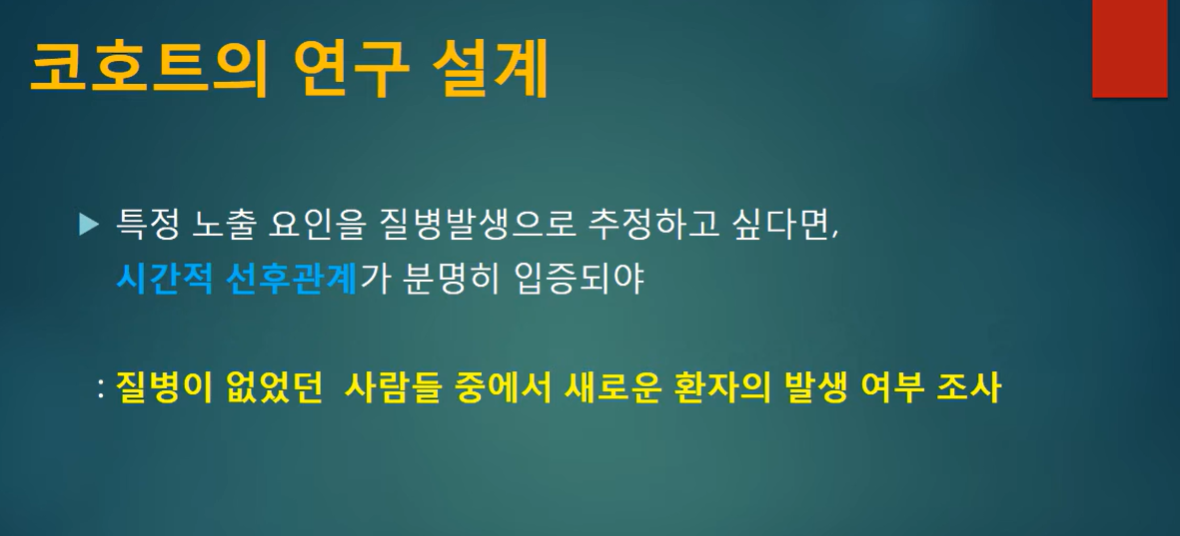 코호트의 연구 설계
특정 노출 요인을 질병발생으로 추정하고 싶다면,
시간적 선후관계가 분명히 입증되야
: 질병이 없었던 사람들 중에서 새로운 환자의 발생 여부 조사